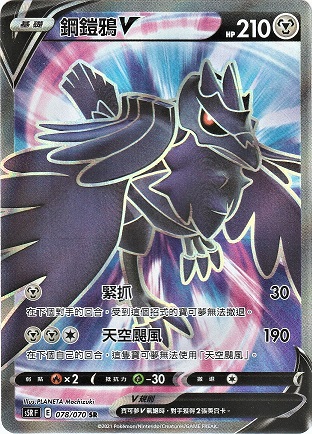 基礎
鋼鎧鴉V
HP 210
緊抓 30
在下個對手的回合,受到這個招式的寶可夢無法撤退。
天空颶風 190
在下個自己的回合,這隻寶可夢無法使用「天空颶風」。
弱點 ×2 抵抗力 -30 撤退
V規則
寶可夢V氣絕時,對手獲得2張獎賞卡。
Illus. PLANETA Mochizuki
s5R F E 078/070 SR
©2021 Pokémon/Nintendo/Creatures/GAME FREAK.